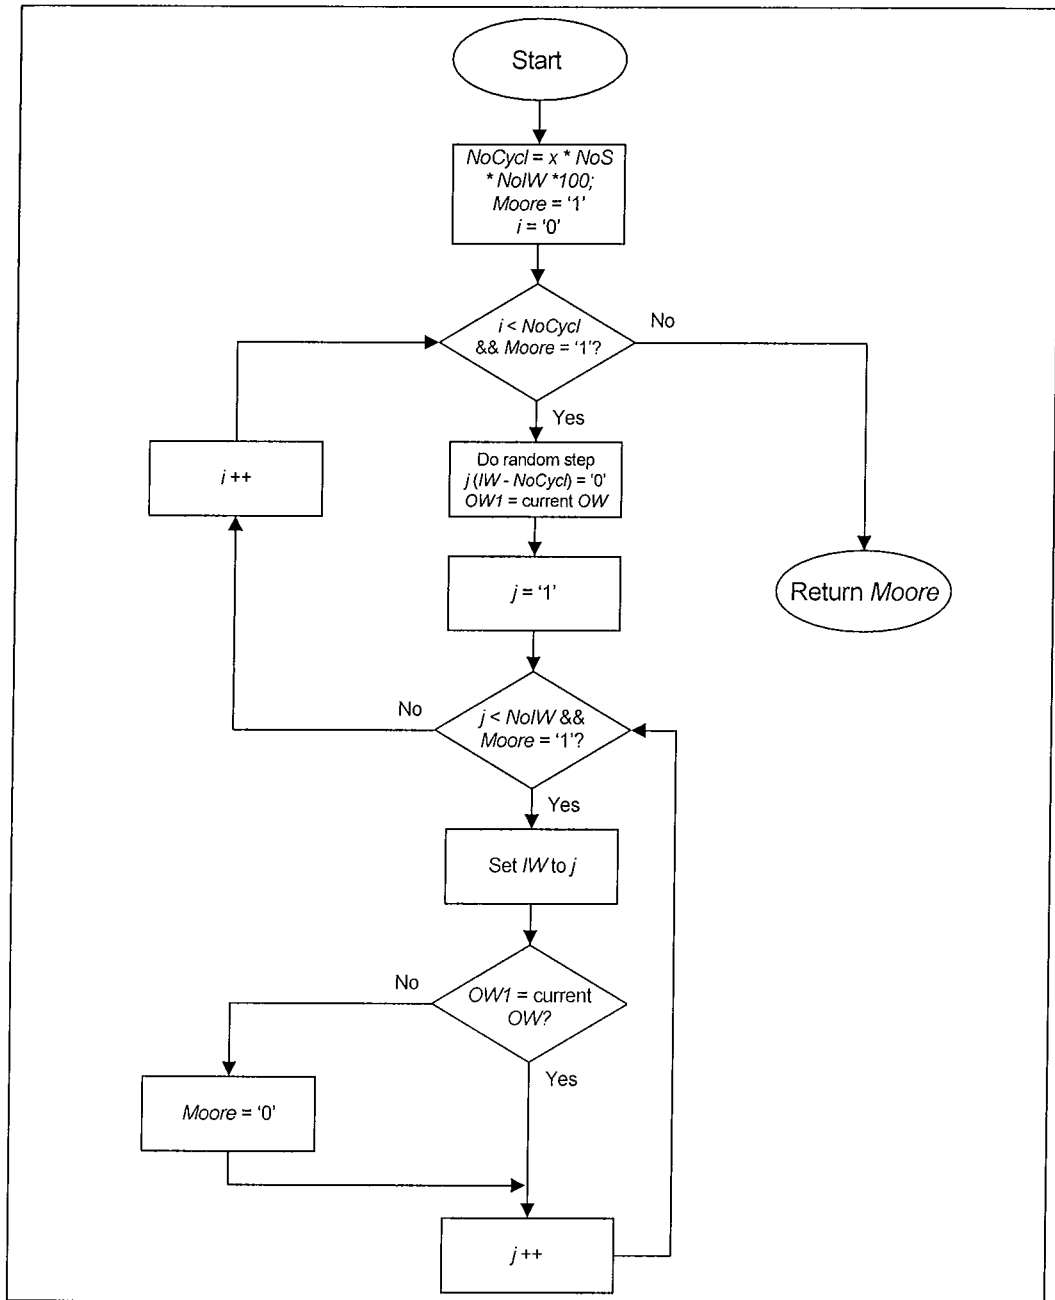 Start
NoCycl = x * NoS
* NoIW *100;
Moore = '1'
i = '0'
i < NoCycl
&& Moore = '1'?
No
Yes
i ++
Do random step
j (IW - NoCycl) = '0'
OW1 = current OW
j = '1'
Return Moore
No
j < NoIW &&
Moore = '1'?
Yes
Set IW to j
No
OW1 = current
OW?
Yes
Moore = '0'
j ++